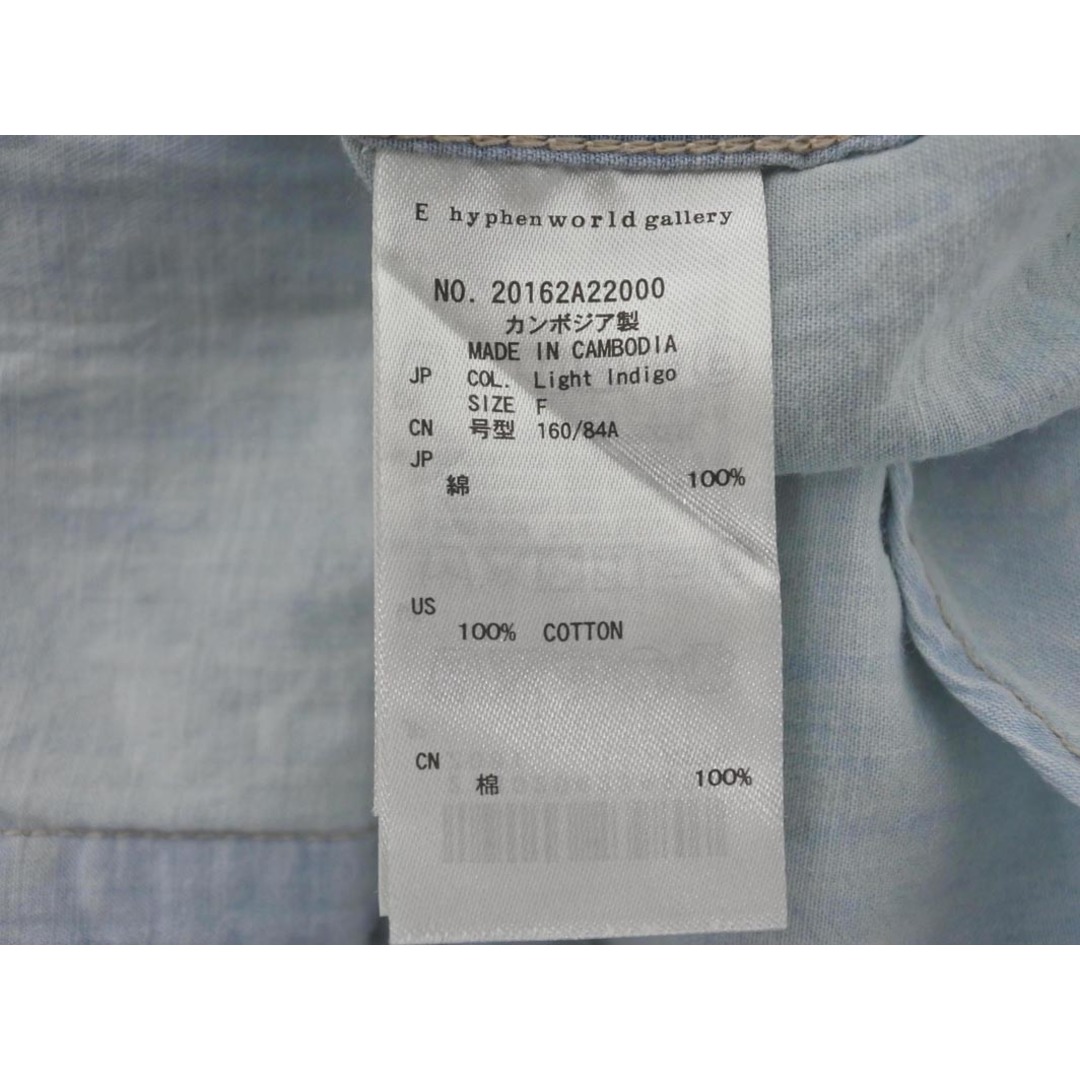 E hyphen world gallery
NO. 20162A22000
カンボジア製
MADE IN CAMBODIA
JP COL. Light Indigo
SIZE F
CN 号型 160/84A
JP
綿 100%
US
100% COTTON
CN
棉 100%